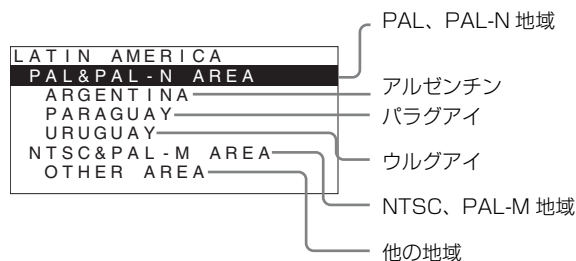 LATIN AMERICA
PAL&PAL-N AREA
ARGENTINA
PARAGUAY
URUGUAY
NTSC&PAL-M AREA
OTHER AREA
PAL、PAL-N 地域
アルゼンチン
パラグアイ
ウルグアイ
NTSC、PAL-M 地域
他の地域